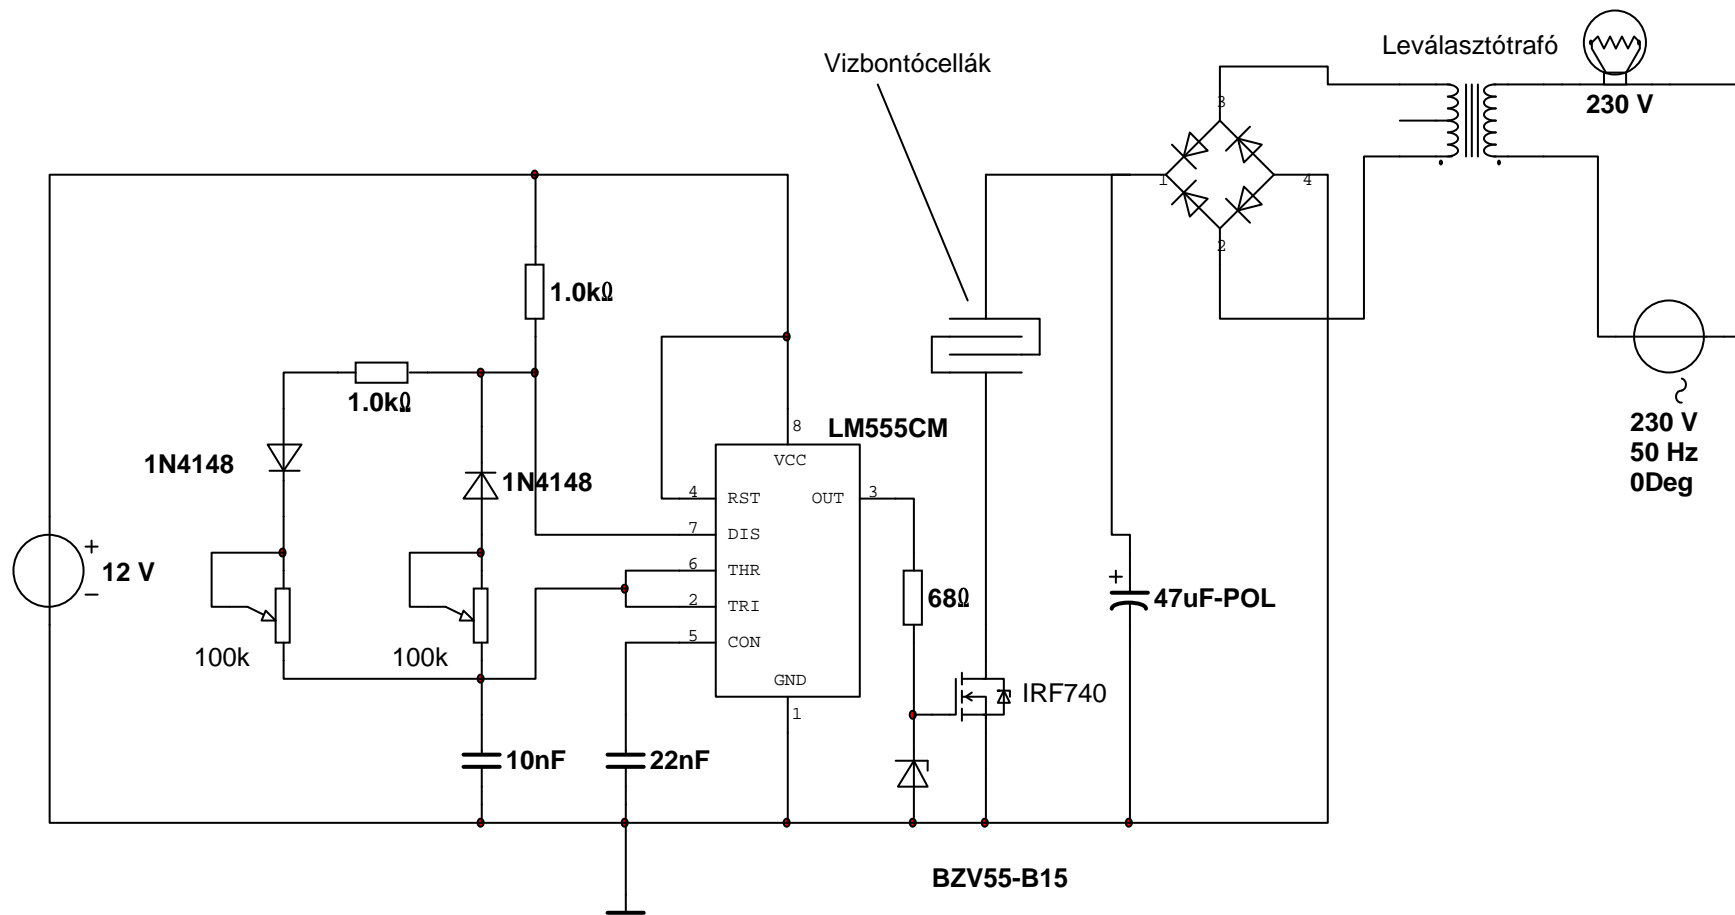 Leválasztótrafó
Vizbontócellák
230 V
3
1
4
2
1.0kΩ
1.0kΩ
8
LM555CM
VCC
1N4148
1N4148
4
RST
OUT
3
7
DIS
12 V
6
THR
2
TRI
68Ω
47uF-POL
5
CON
100k
100k
GND
IRF740
1
10nF
22nF
BZV55-B15
230 V
50 Hz
0Deg
+
−
+